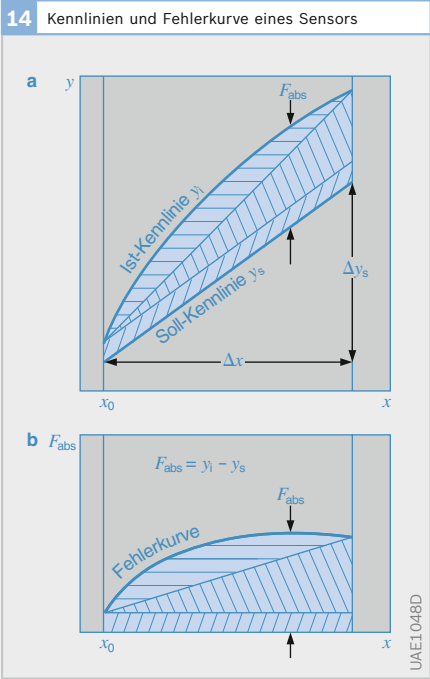 14 Kennlinien und Fehlerkurve eines Sensors
a
y
F_abs
Ist-Kennlinie y_i
Soll-Kennlinie y_s
Δy_s
Δx
x_0
x
b
F_abs
F_abs = y_i − y_s
F_abs
Fehlerkurve
x_0
x
UAE1048D